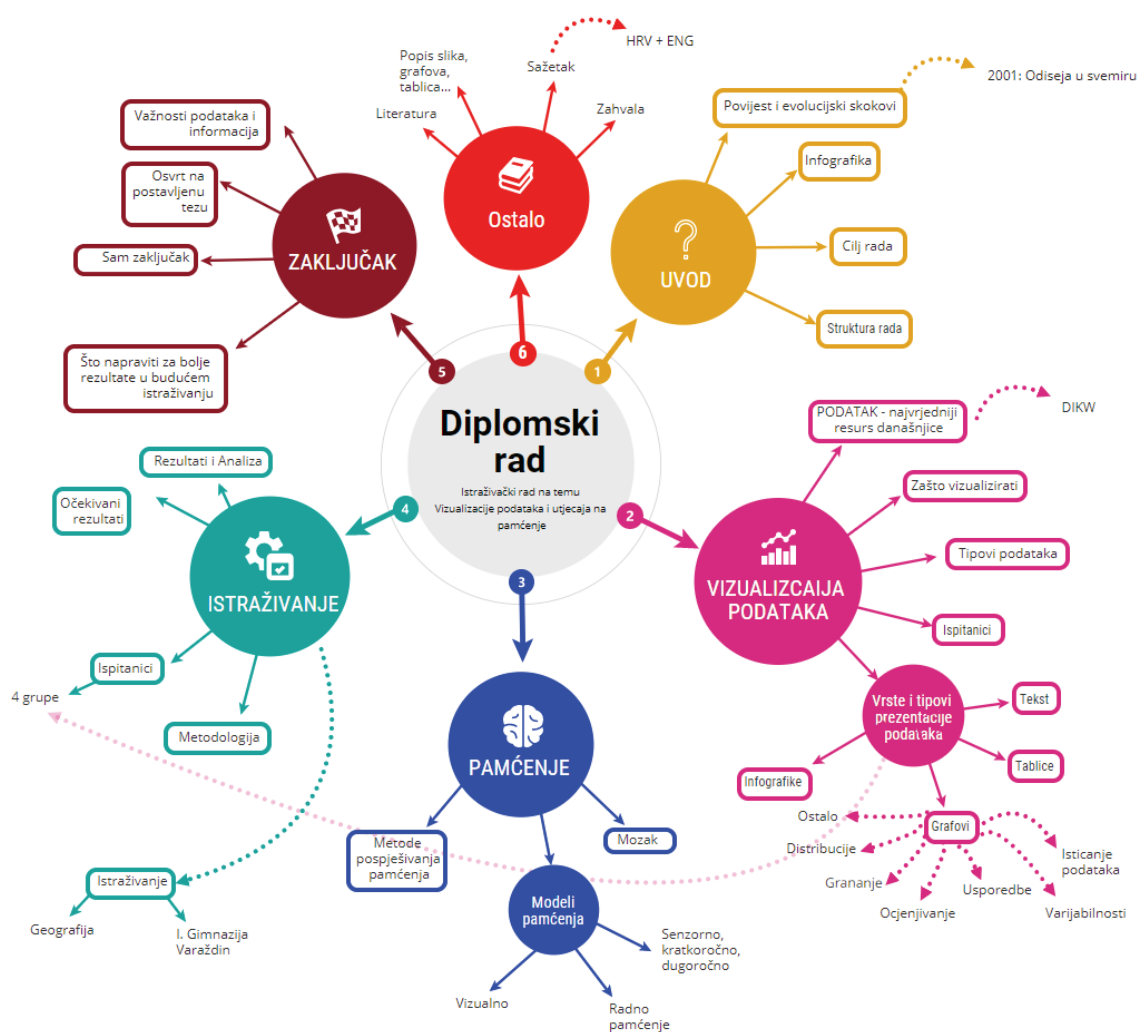 Diplomski
rad
Istraživački rad na temu
Vizualizacije podataka i utjecaja na
pamćenje
1
UVOD
Povijest i evolucijski skokovi
2001: Odiseja u svemiru
Infografika
Cilj rada
Struktura rada
2
VIZUALIZCAIJA
PODATAKA
PODATAK - najvrjedniji
resurs današnjice
DIKW
Zašto vizualizirati
Tipovi podataka
Ispitanici
Vrste i tipovi
prezentacije
podataka
Tekst
Tablice
Infografike
Grafovi
Ostalo
Distribucije
Grananje
Ocjenjivanje
Usporedbe
Varijabilnosti
Isticanje
podataka
3
PAMĆENJE
Metode
pospješivanja
pamćenja
Mozak
Modeli
pamćenja
Vizualno
Radno
pamćenje
Senzorno,
kratkoročno,
dugoročno
4
ISTRAŽIVANJE
Rezultati i Analiza
Očekivani
rezultati
Ispitanici
4 grupe
Metodologija
Istraživanje
Geografija
I. Gimnazija
Varaždin
5
ZAKLJUČAK
Važnosti podataka i
informacija
Osvrt na
postavljenu
tezu
Sam zaključak
Što napraviti za bolje
rezultate u budućem
istraživanju
6
Ostalo
Literatura
Popis slika,
grafova,
tablica...
Sažetak
HRV + ENG
Zahvala